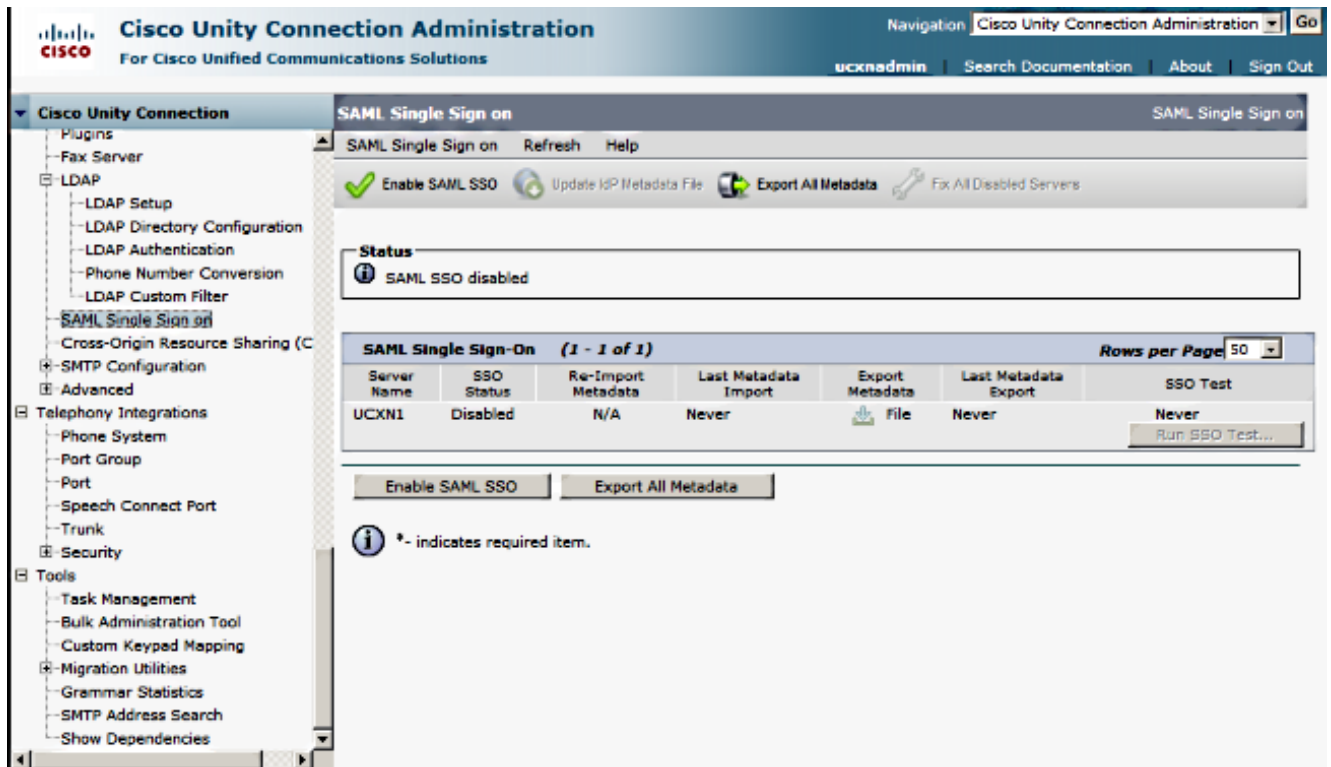 Cisco Unity Connection Administration
For Cisco Unified Communications Solutions
Navigation Cisco Unity Connection Administration Go
ucxnadmin | Search Documentation | About | Sign Out
CISCO
Cisco Unity Connection
Plugins
Fax Server
LDAP
LDAP Setup
LDAP Directory Configuration
LDAP Authentication
Phone Number Conversion
LDAP Custom Filter
SAML Single Sign on
Cross-Origin Resource Sharing (C
SMTP Configuration
Advanced
Telephony Integrations
Phone System
Port Group
Port
Speech Connect Port
Trunk
Security
Tools
Task Management
Bulk Administration Tool
Custom Keypad Mapping
Migration Utilities
Grammar Statistics
SMTP Address Search
Show Dependencies
SAML Single Sign on SAML Single Sign on
SAML Single Sign on Refresh Help
Enable SAML SSO Update IdP Metadata File Export All Metadata Fix All Disabled Servers
Status
SAML SSO disabled
SAML Single Sign-On (1 - 1 of 1) Rows per Page 50
Server Name SSO Status Re-Import Metadata Last Metadata Import Export Metadata Last Metadata Export SSO Test
UCXN1 Disabled N/A Never File Never Never
Run SSO Test...
Enable SAML SSO Export All Metadata
*- indicates required item.